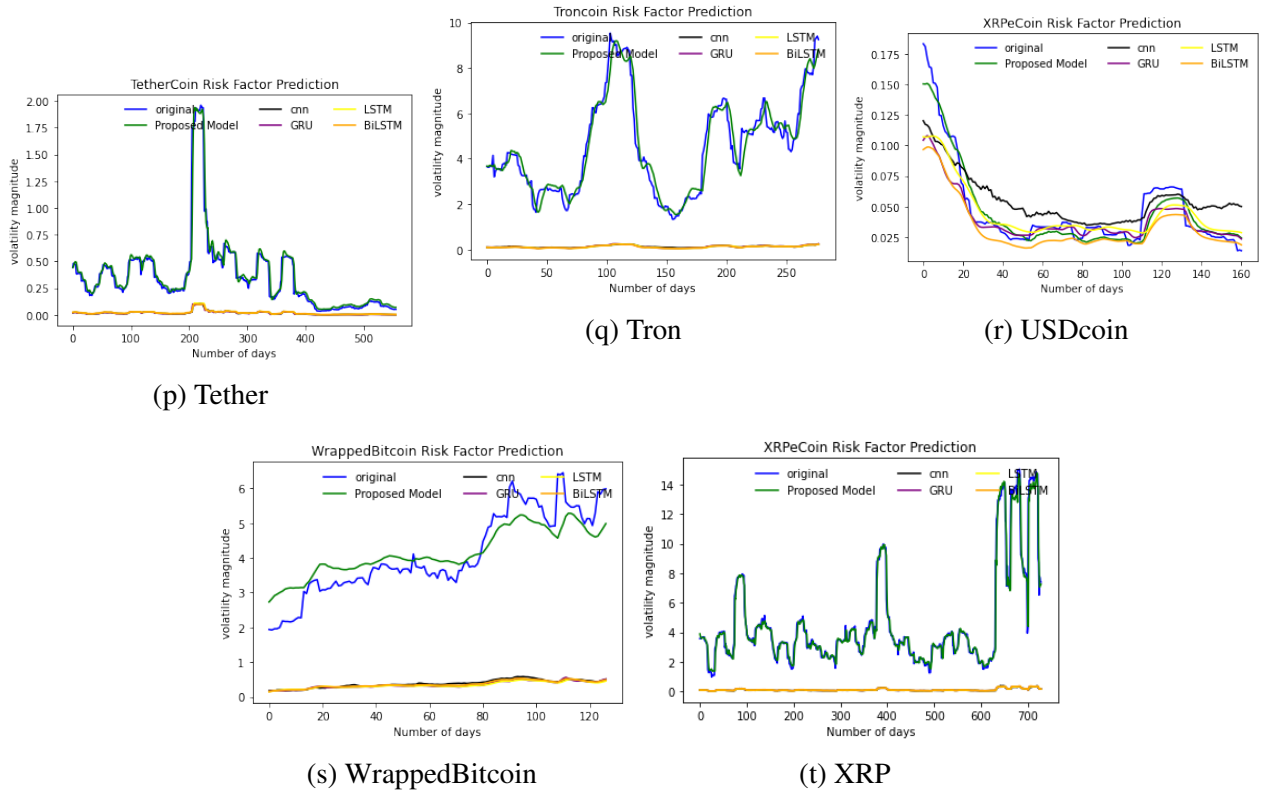 TetherCoin Risk Factor Prediction
original
Proposed Model
cnn
GRU
LSTM
BiLSTM
volatility magnitude
2.00
1.75
1.50
1.25
1.00
0.75
0.50
0.25
0.00
0 100 200 300 400 500
Number of days
(p) Tether
Troncoin Risk Factor Prediction
original
Proposed Model
cnn
GRU
LSTM
BiLSTM
volatility magnitude
10
8
6
4
2
0
0 50 100 150 200 250
Number of days
(q) Tron
XRPeCoin Risk Factor Prediction
original
Proposed Model
cnn
GRU
LSTM
BiLSTM
volatility magnitude
0.175
0.150
0.125
0.100
0.075
0.050
0.025
0 20 40 60 80 100 120 140 160
Number of days
(r) USDcoin
WrappedBitcoin Risk Factor Prediction
original
Proposed Model
cnn
GRU
LSTM
BiLSTM
volatility magnitude
6
5
4
3
2
1
0
0 20 40 60 80 100 120
Number of days
(s) WrappedBitcoin
XRPeCoin Risk Factor Prediction
original
Proposed Model
cnn
GRU
LSTM
BiLSTM
volatility magnitude
14
12
10
8
6
4
2
0
0 100 200 300 400 500 600 700
Number of days
(t) XRP